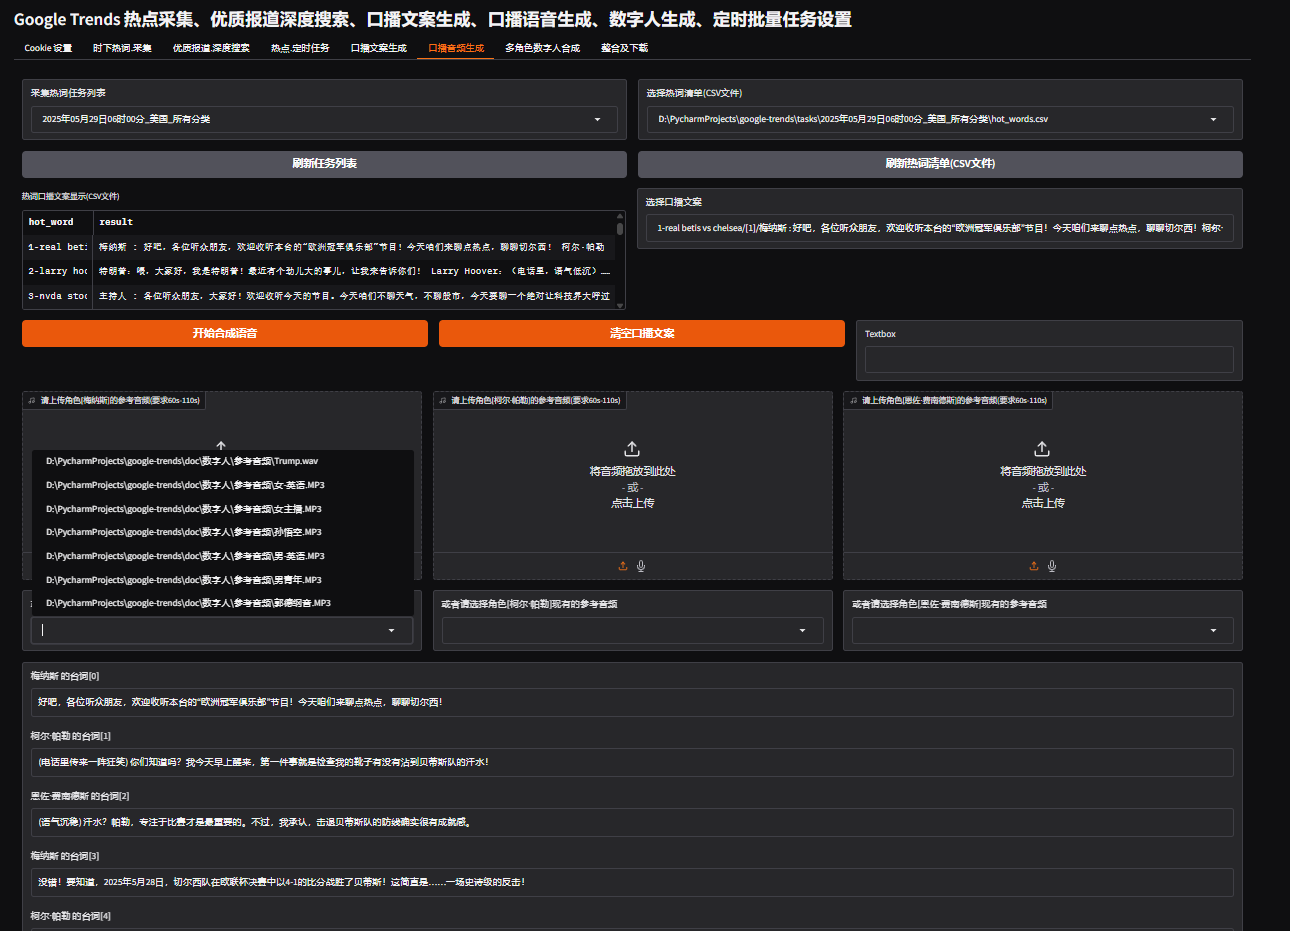 Google Trends 热点采集、优质报道深度搜索、口播文案生成、口播语音生成、数字人生成、定时批量任务设置
Cookie 设置 时下热词.采集 优质报道.深度搜索 热点.定时任务 口播文案生成 口播音频生成 多角色数字人合成 整合及下载
采集热词任务列表
2025年05月29日06时00分_美国_所有分类
选择热词清单(CSV文件)
D:\PycharmProjects\google-trends\tasks\2025年05月29日06时00分_美国_所有分类\hot_words.csv
刷新任务列表
刷新热词清单(CSV文件)
热词口播文案显示(CSV文件)
hot_word result
1-real beti 梅纳斯 : 好吧，各位听众朋友，欢迎收听本台的“欧洲冠军俱乐部”节目！今天咱们来聊点热点，聊聊切尔西！ 柯尔·帕勒
2-larry hoo 特朗普: 嘿，大家好，我是特朗普！最近有个劲儿大的事儿，让我来告诉你们！ Larry Hoover: （电话里，语气低沉）……
3-nvda stoc 主持人 : 各位听众朋友，大家好！欢迎收听今天的节目。今天咱们不聊天气，不聊股市，今天要聊一个绝对让科技界大呼过
选择口播文案
1-real betis vs chelsea/[1]/梅纳斯 : 好吧，各位听众朋友，欢迎收听本台的“欧洲冠军俱乐部”节目！今天咱们来聊点热点，聊聊切尔西！柯尔·
开始合成语音
清空口播文案
Textbox
请上传角色[梅纳斯]的参考音频(要求60s-110s)
请上传角色[柯尔·帕勒]的参考音频(要求60s-110s)
将音频拖放到此处
- 或 -
点击上传
请上传角色[恩佐·费南德斯]的参考音频(要求60s-110s)
将音频拖放到此处
- 或 -
点击上传
D:\PycharmProjects\google-trends\doc\数字人\参考音频\Trump.wav
D:\PycharmProjects\google-trends\doc\数字人\参考音频\女-英语.MP3
D:\PycharmProjects\google-trends\doc\数字人\参考音频\女主播.MP3
D:\PycharmProjects\google-trends\doc\数字人\参考音频\孙悟空.MP3
D:\PycharmProjects\google-trends\doc\数字人\参考音频\男-英语.MP3
D:\PycharmProjects\google-trends\doc\数字人\参考音频\男青年.MP3
D:\PycharmProjects\google-trends\doc\数字人\参考音频\郭德纲音.MP3
或者请选择角色[柯尔·帕勒]现有的参考音频
或者请选择角色[恩佐·费南德斯]现有的参考音频
梅纳斯 的台词[0]
好吧，各位听众朋友，欢迎收听本台的“欧洲冠军俱乐部”节目！今天咱们来聊点热点，聊聊切尔西！
柯尔·帕勒 的台词[1]
(电话里传来一阵狂笑) 你们知道吗？我今天早上醒来，第一件事就是检查我的靴子有没有沾到贝蒂斯队的汗水！
恩佐·费南德斯 的台词[2]
(语气沉稳) 汗水？帕勒，专注于比赛才是最重要的。不过，我承认，击退贝蒂斯队的防线确实很有成就感。
梅纳斯 的台词[3]
没错！要知道，2025年5月28日，切尔西队在欧联杯决赛中以4-1的比分战胜了贝蒂斯！这简直是……一场史诗级的反击！
柯尔·帕勒 的台词[4]